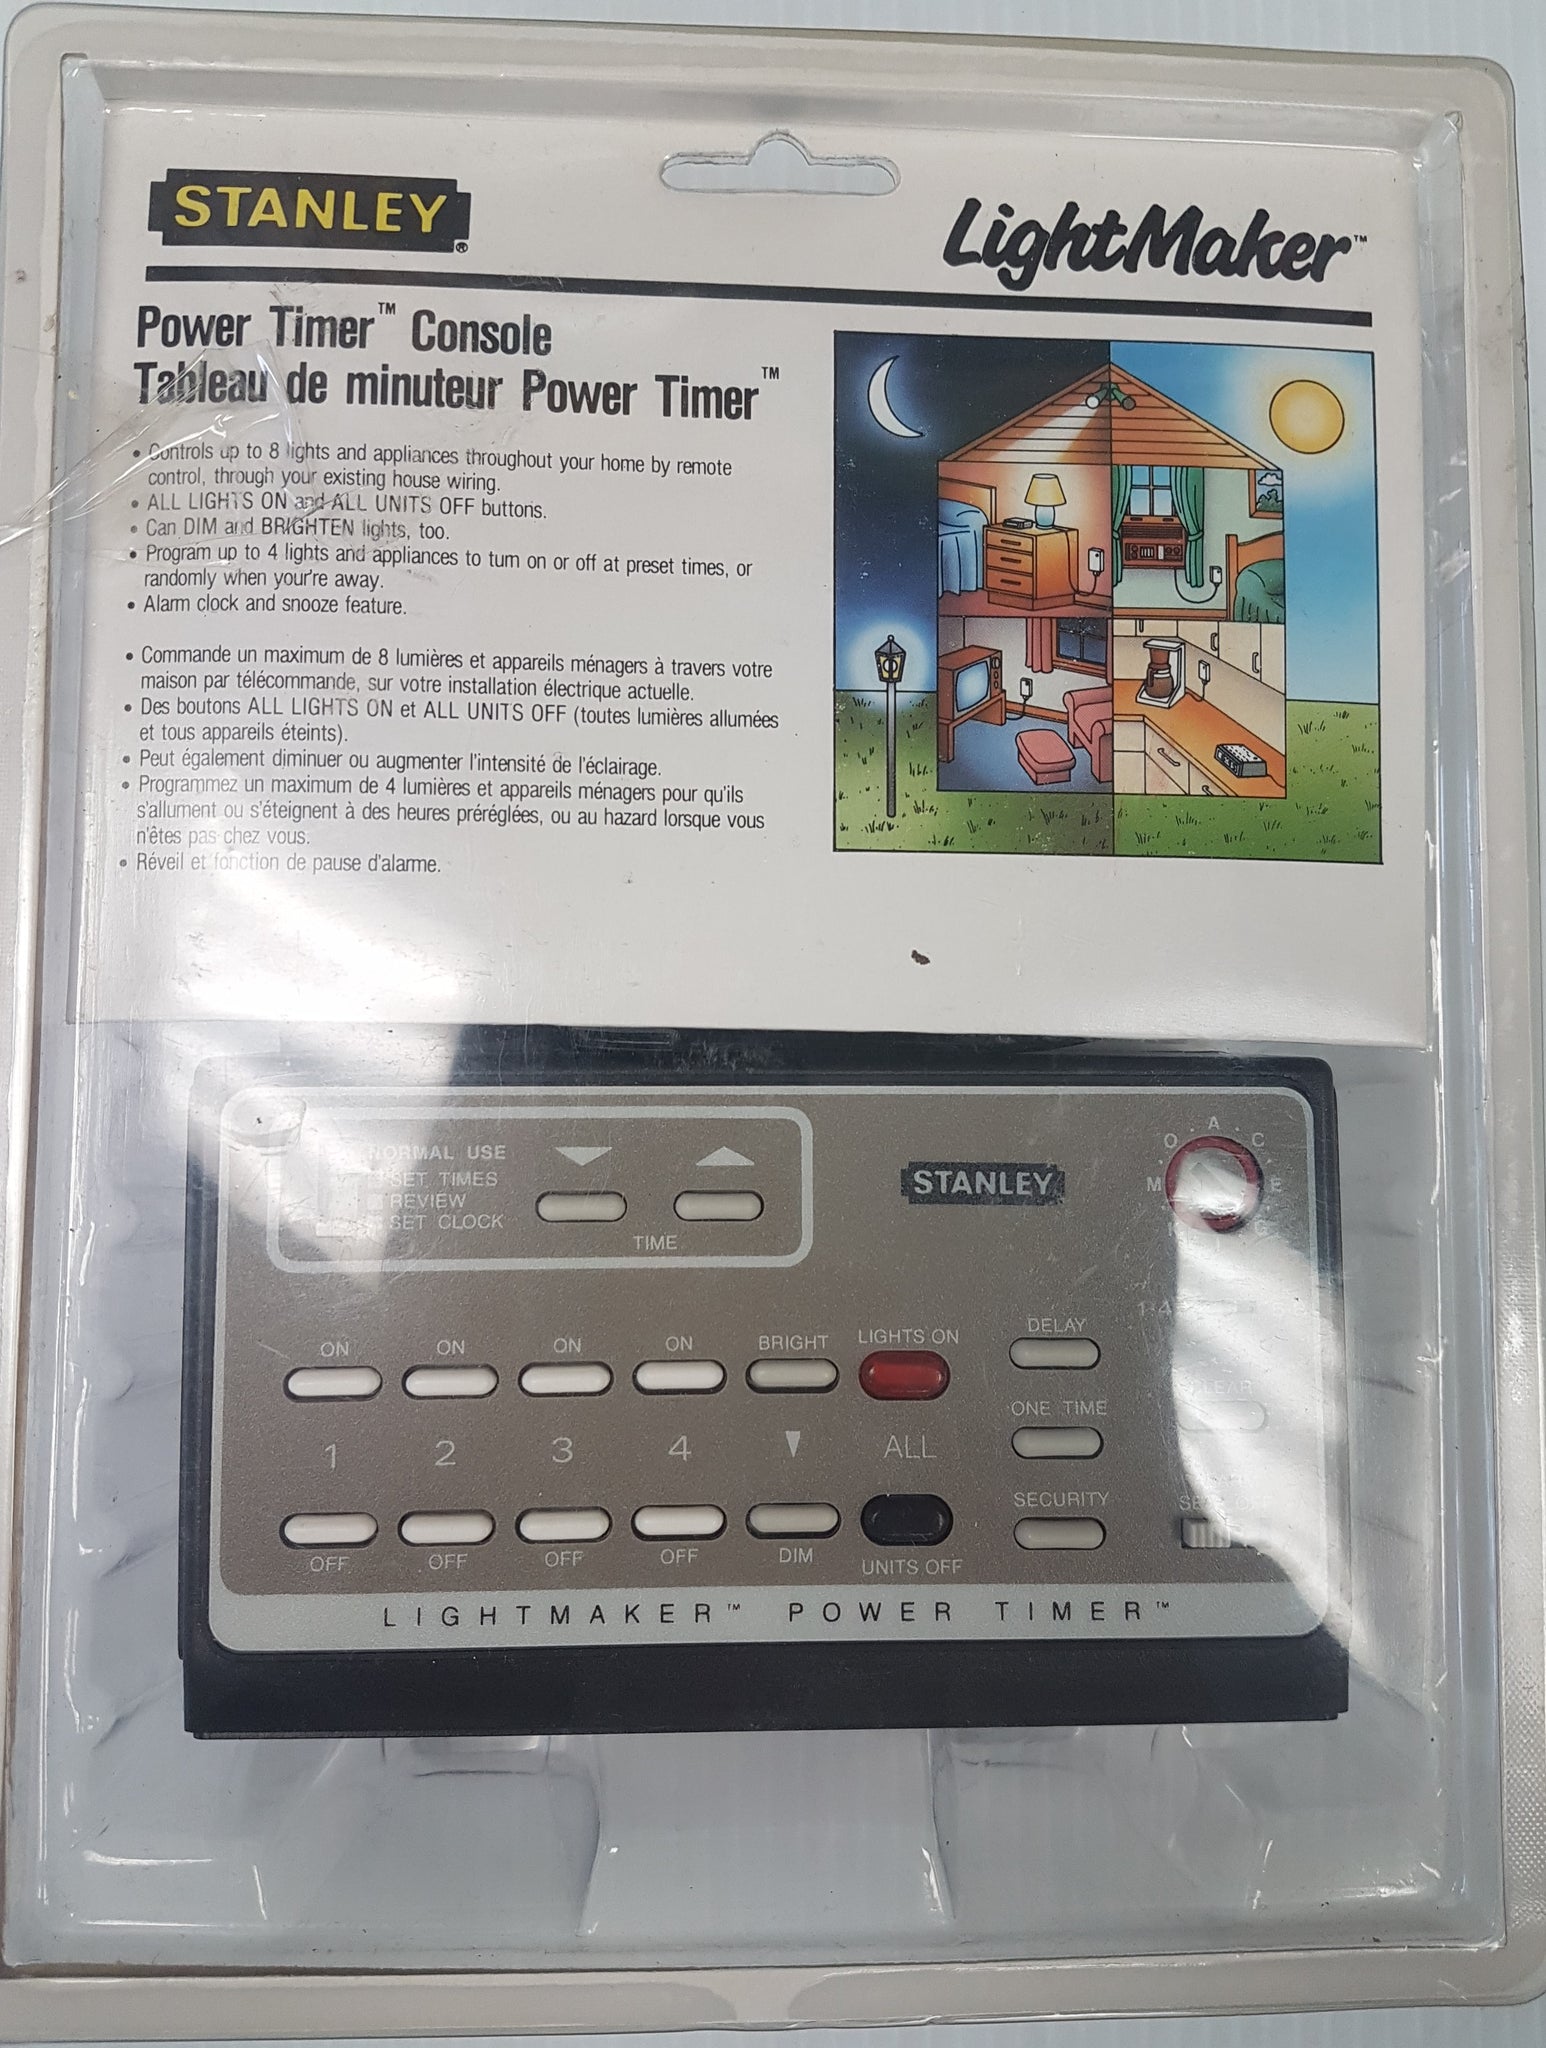 STANLEY®
LightMaker™
Power Timer™ Console
Tableau de minuteur Power Timer™
• Controls up to 8 lights and appliances throughout your home by remote
control, through your existing house wiring.
• ALL LIGHTS ON and ALL UNITS OFF buttons.
• Can DIM and BRIGHTEN lights, too.
• Program up to 4 lights and appliances to turn on or off at preset times, or
randomly when your're away.
• Alarm clock and snooze feature.
• Commande un maximum de 8 lumières et appareils ménagers à travers votre
maison par télécommande, sur votre installation électrique actuelle.
• Des boutons ALL LIGHTS ON et ALL UNITS OFF (toutes lumières allumées
et tous appareils éteints).
• Peut également diminuer ou augmenter l'intensité de l'éclairage.
• Programmez un maximum de 4 lumières et appareils ménagers pour qu'ils
s'allument ou s'éteignent à des heures préréglées, ou au hazard lorsque vous
n'êtes pas chez vous.
• Réveil et fonction de pause d'alarme.
NORMAL USE
SET TIMES
REVIEW
SET CLOCK
TIME
STANLEY
M O A C E G
ON ON ON ON BRIGHT LIGHTS ON DELAY
1 2 3 4 ALL ONE TIME
OFF OFF OFF OFF DIM UNITS OFF SECURITY
CLEAR
LIGHTMAKER™ POWER TIMER™